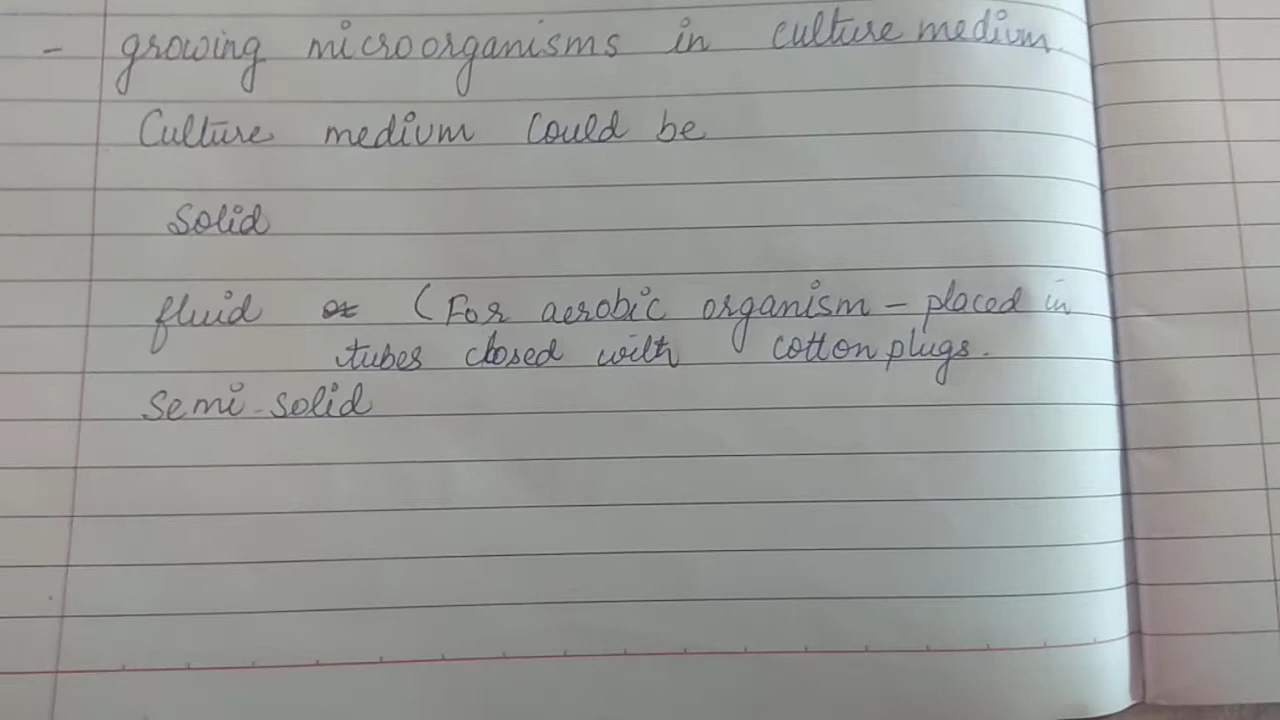 - growing microorganisms in culture medium.
Culture medium could be
Solid
fluid or (For aerobic organism - placed in
tubes closed with cotton plugs.
Semi-solid